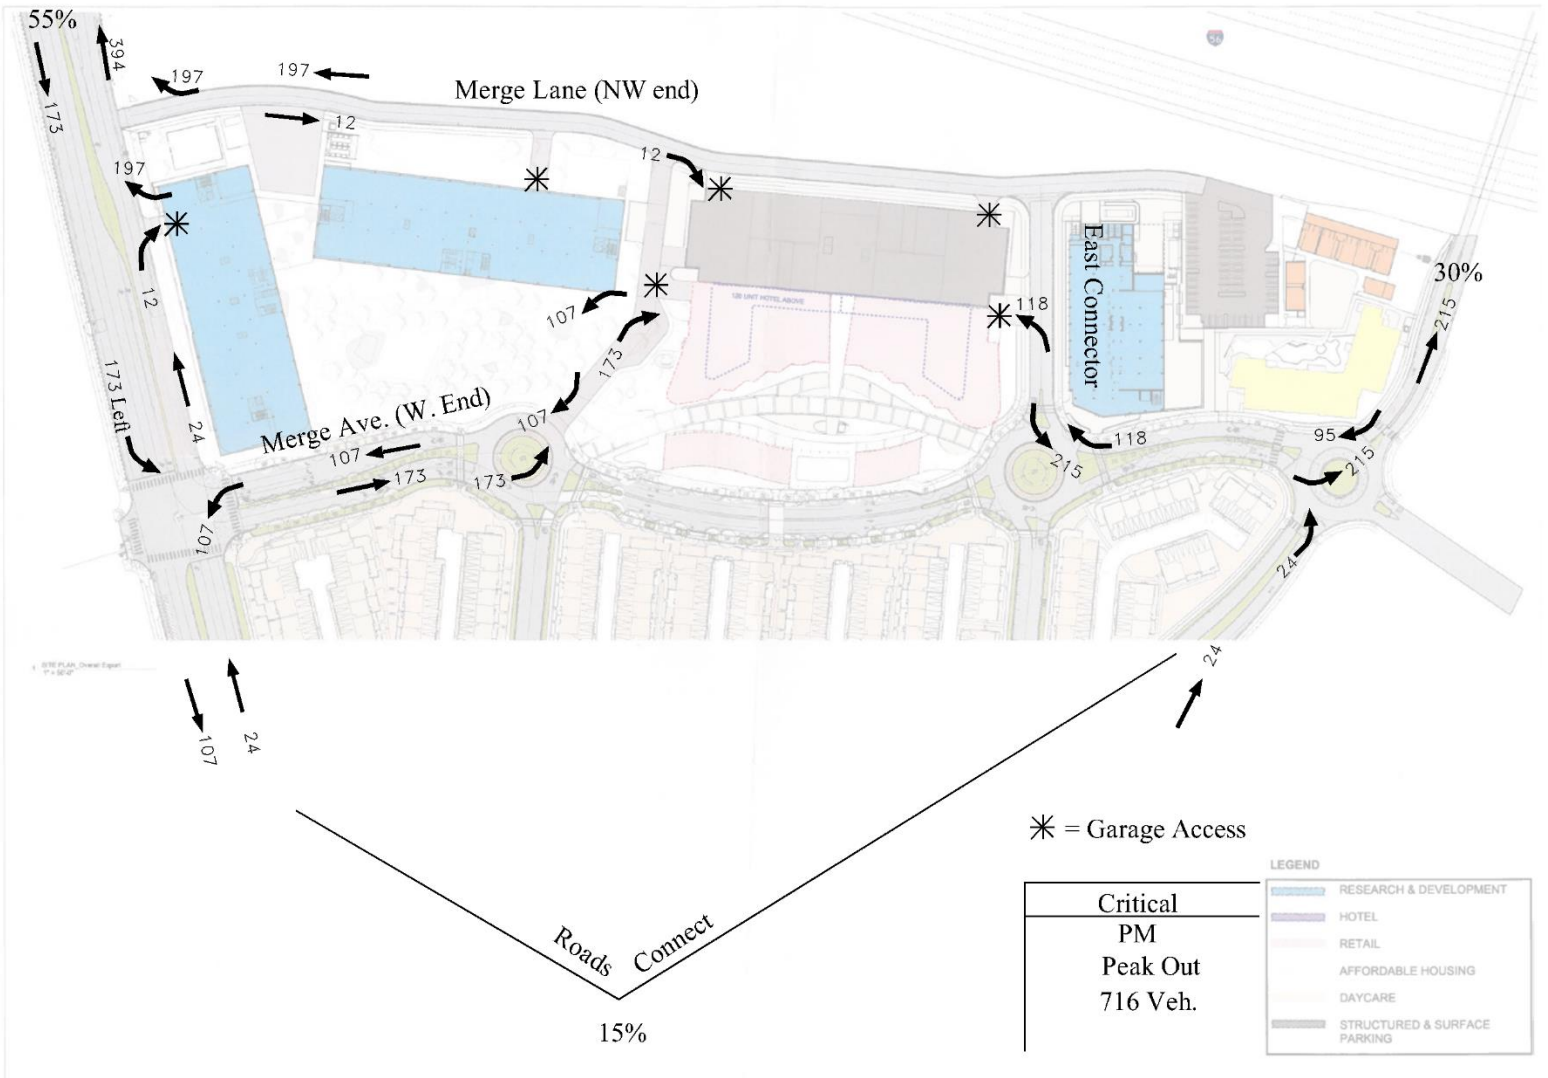 55%
394
173
197
197
Merge Lane (NW end)
12
12
197
12
East Connector
30%
120 UNIT HOTEL ABOVE
215
107
118
173
173 Left
24
Merge Ave. (W. End)
107
107
173
173
118
215
95
215
107
24
SITE PLAN_Overall Export
107
24
24
Roads Connect
15%
= Garage Access
Critical
PM
Peak Out
716 Veh.
LEGEND
RESEARCH & DEVELOPMENT
HOTEL
RETAIL
AFFORDABLE HOUSING
DAYCARE
STRUCTURED & SURFACE
PARKING